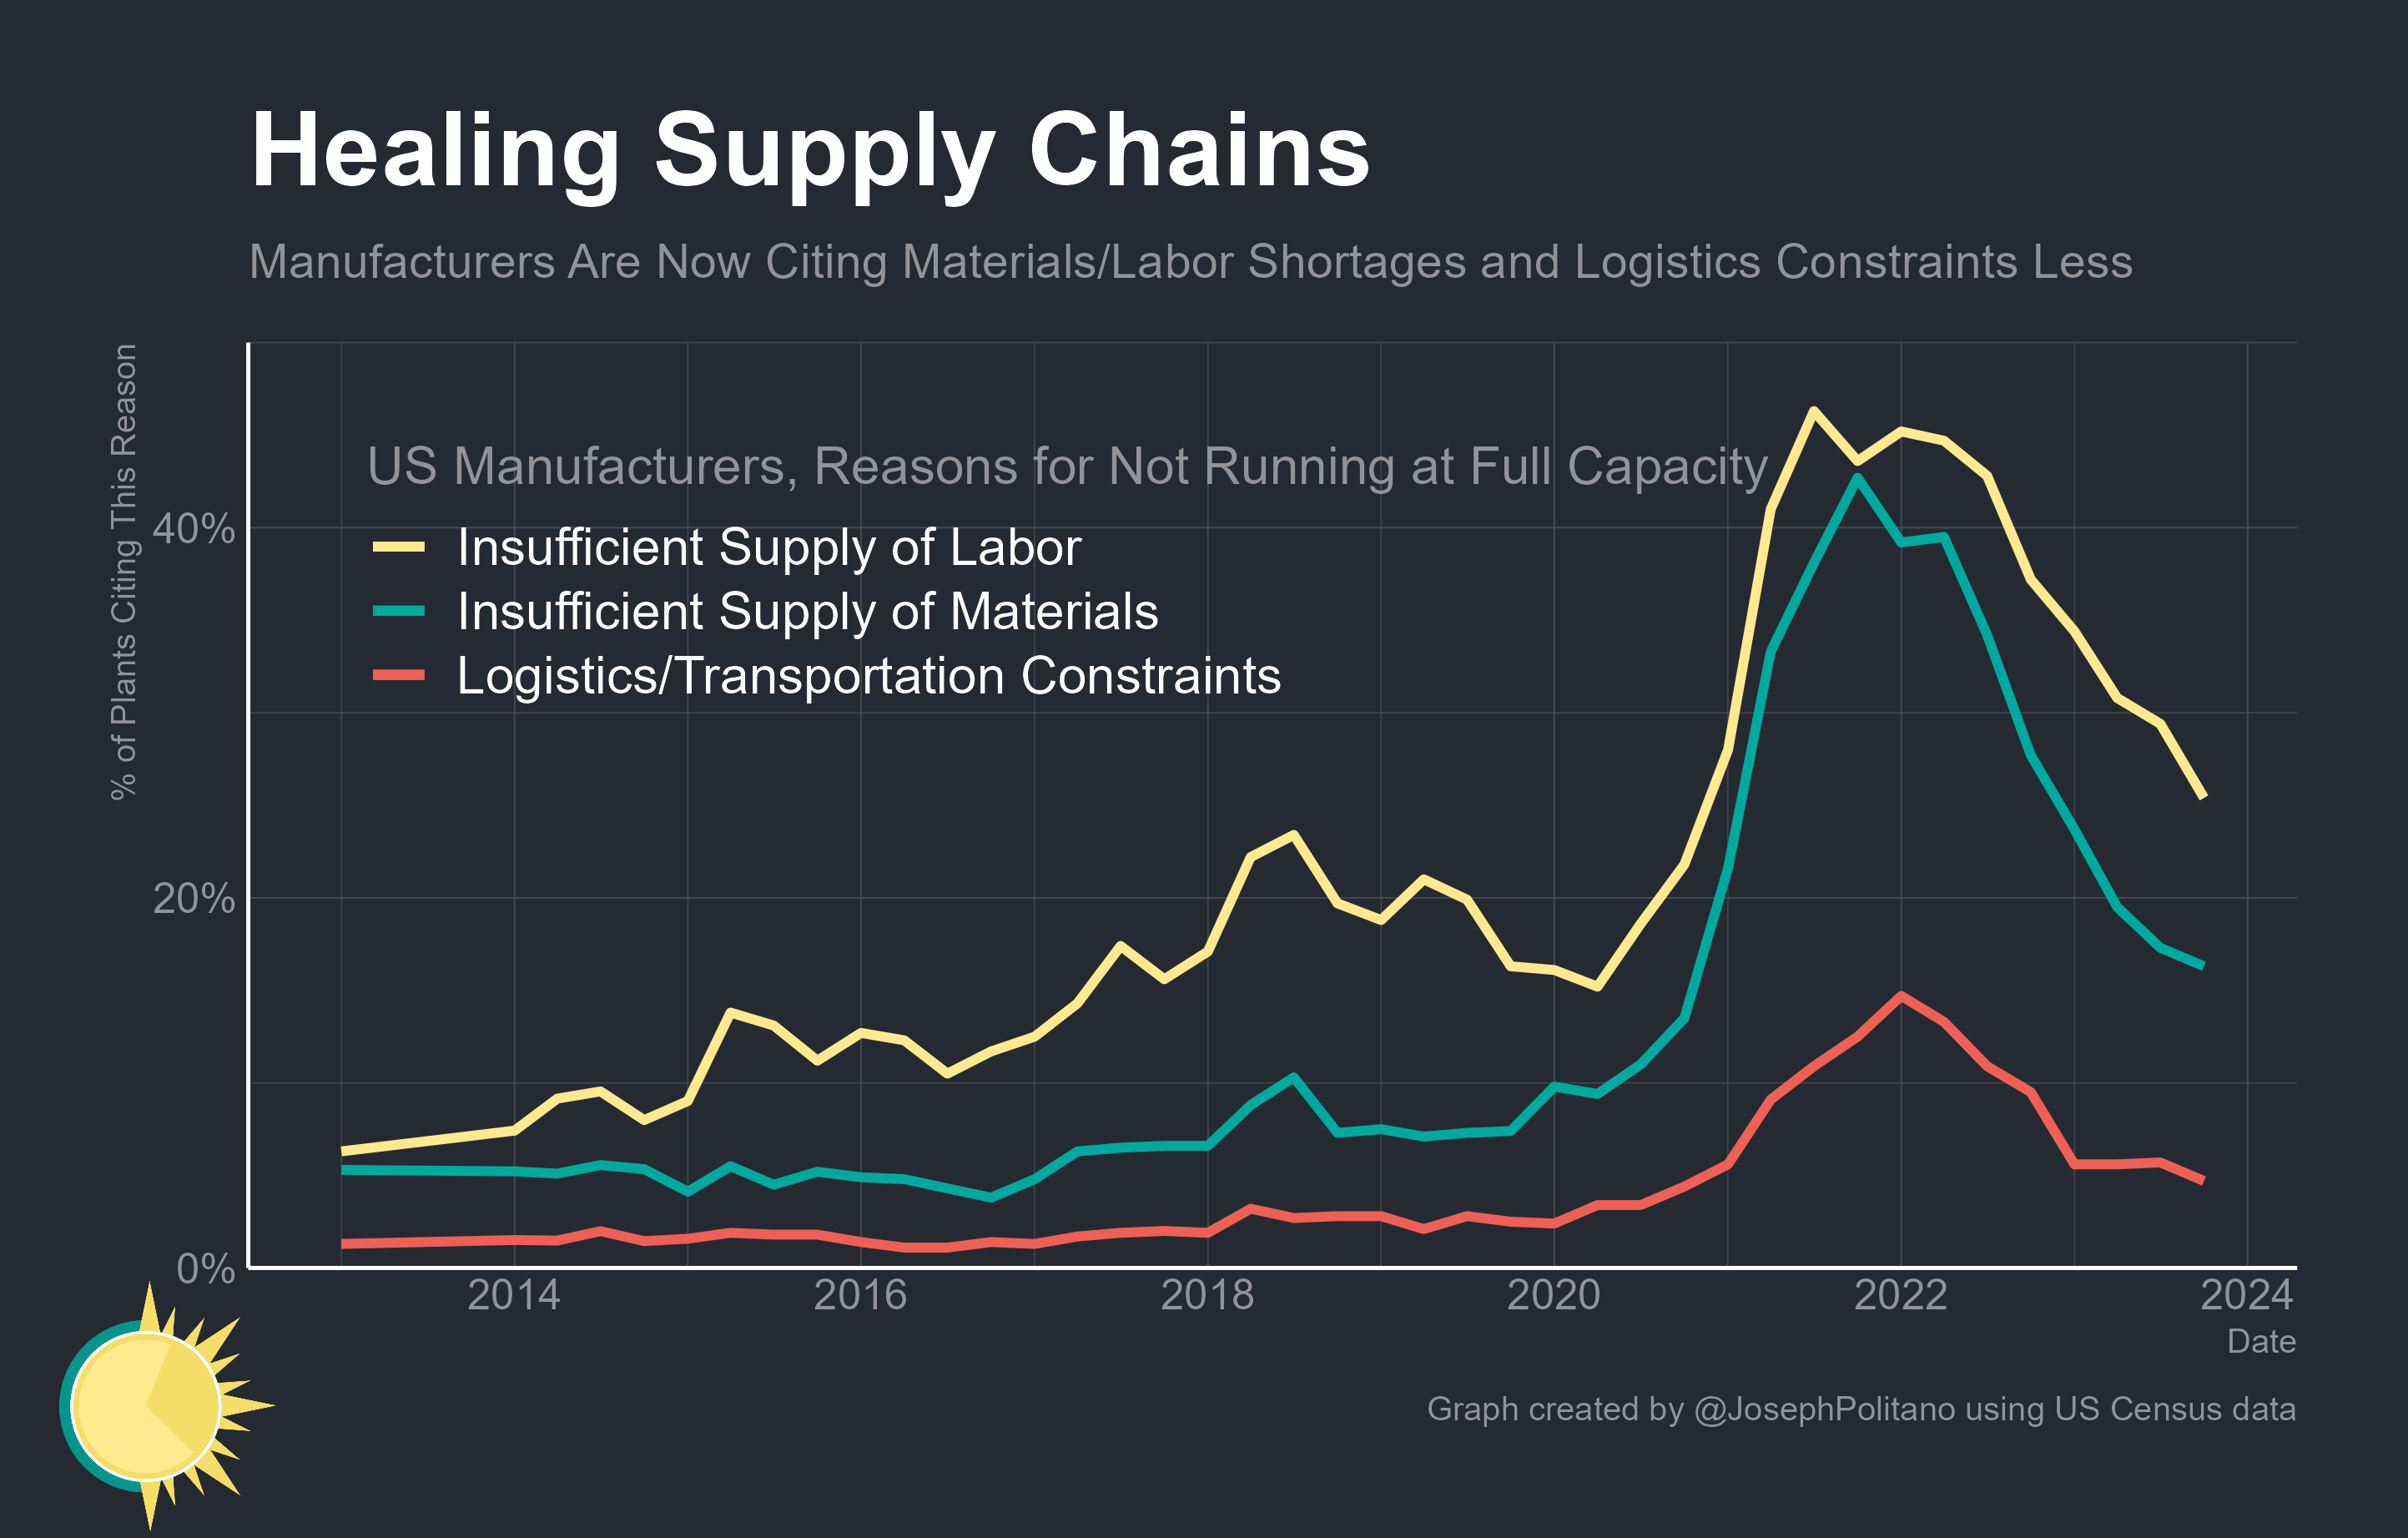 Healing Supply Chains
Manufacturers Are Now Citing Materials/Labor Shortages and Logistics Constraints Less
% of Plants Citing This Reason
US Manufacturers, Reasons for Not Running at Full Capacity
Insufficient Supply of Labor
Insufficient Supply of Materials
Logistics/Transportation Constraints
40%
20%
0%
2014 2016 2018 2020 2022 2024
Date
Graph created by @JosephPolitano using US Census data